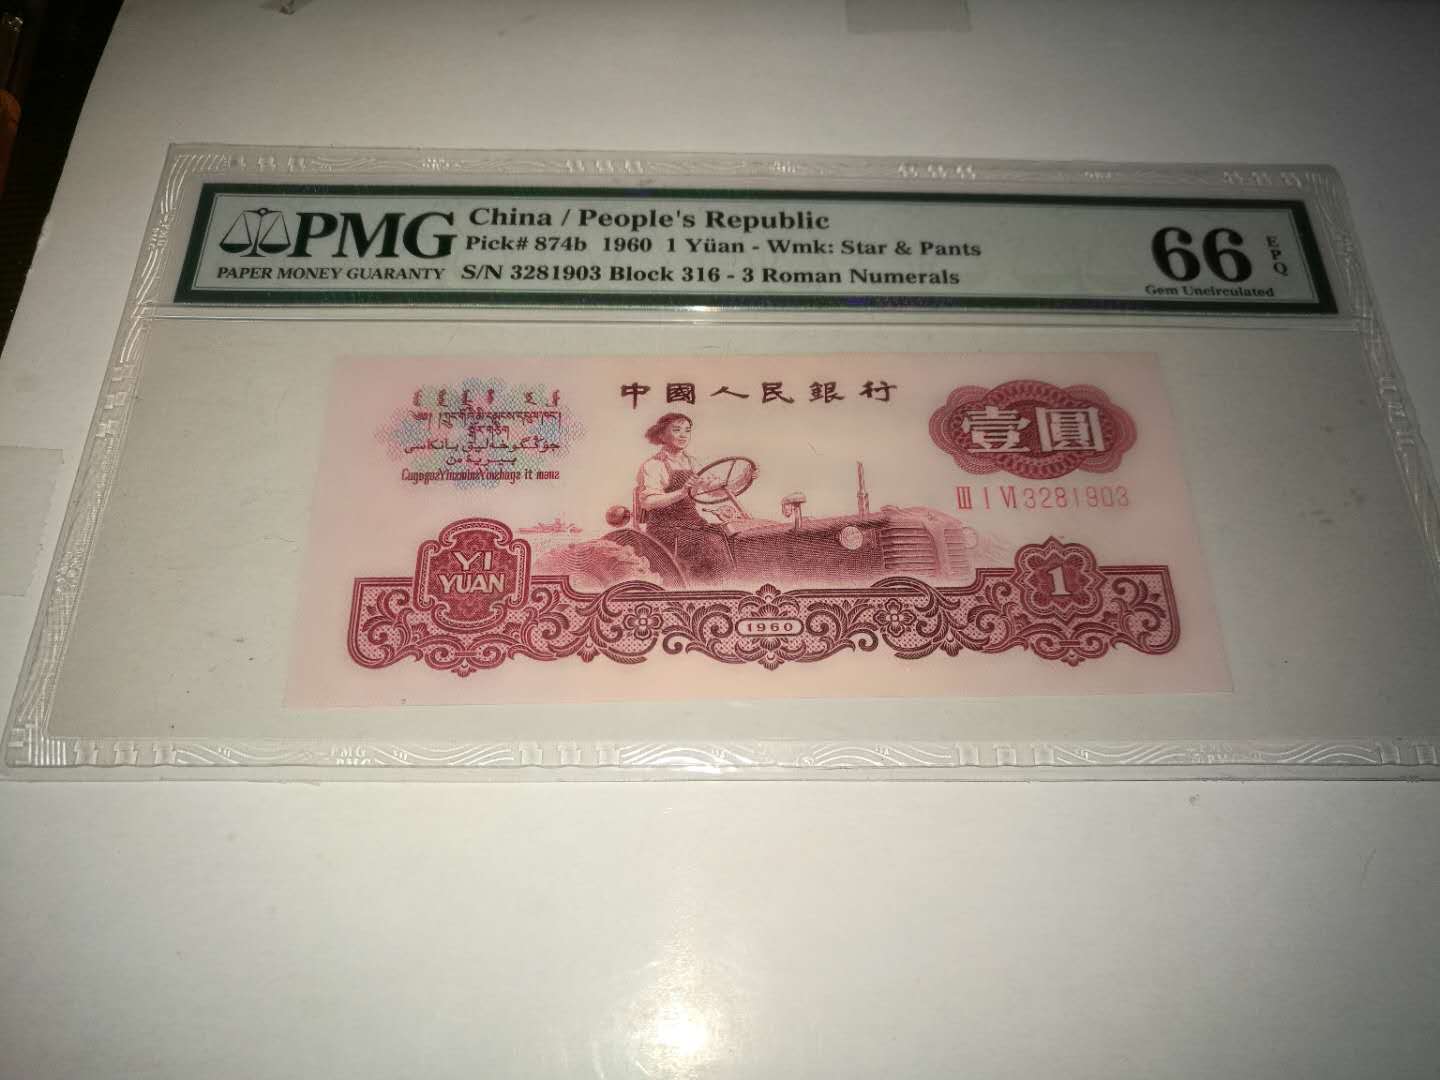 PMG
PAPER MONEY GUARANTY
China / People's Republic
Pick# 874b 1960 1 Yüan - Wmk: Star & Pants
S/N 3281903 Block 316 - 3 Roman Numerals
66
EPQ
Gem Uncirculated
中國人民銀行
壹圓
Ⅲ Ⅰ Ⅵ 3281903
YI
YUAN
1
1960
PMG